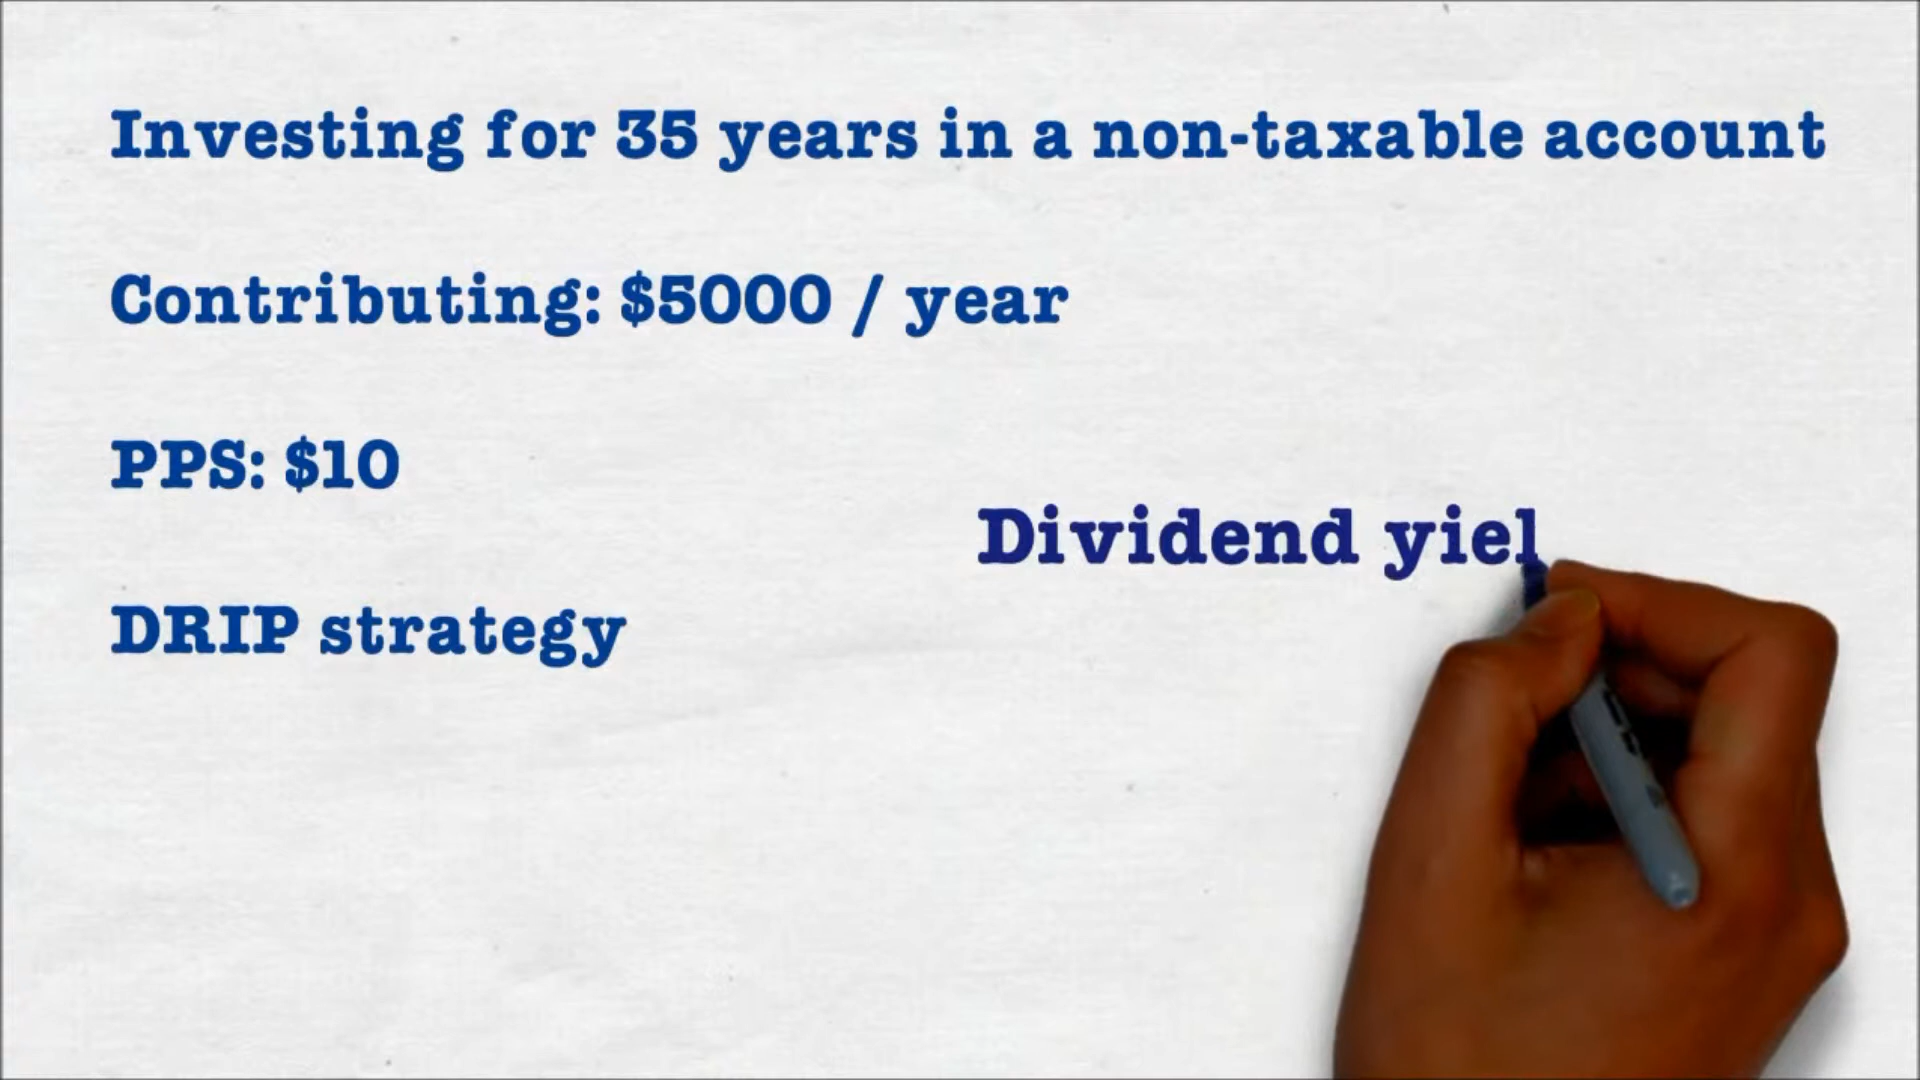 Investing for 35 years in a non-taxable account
Contributing: $5000 / year
PPS: $10
Dividend yiel
DRIP strategy